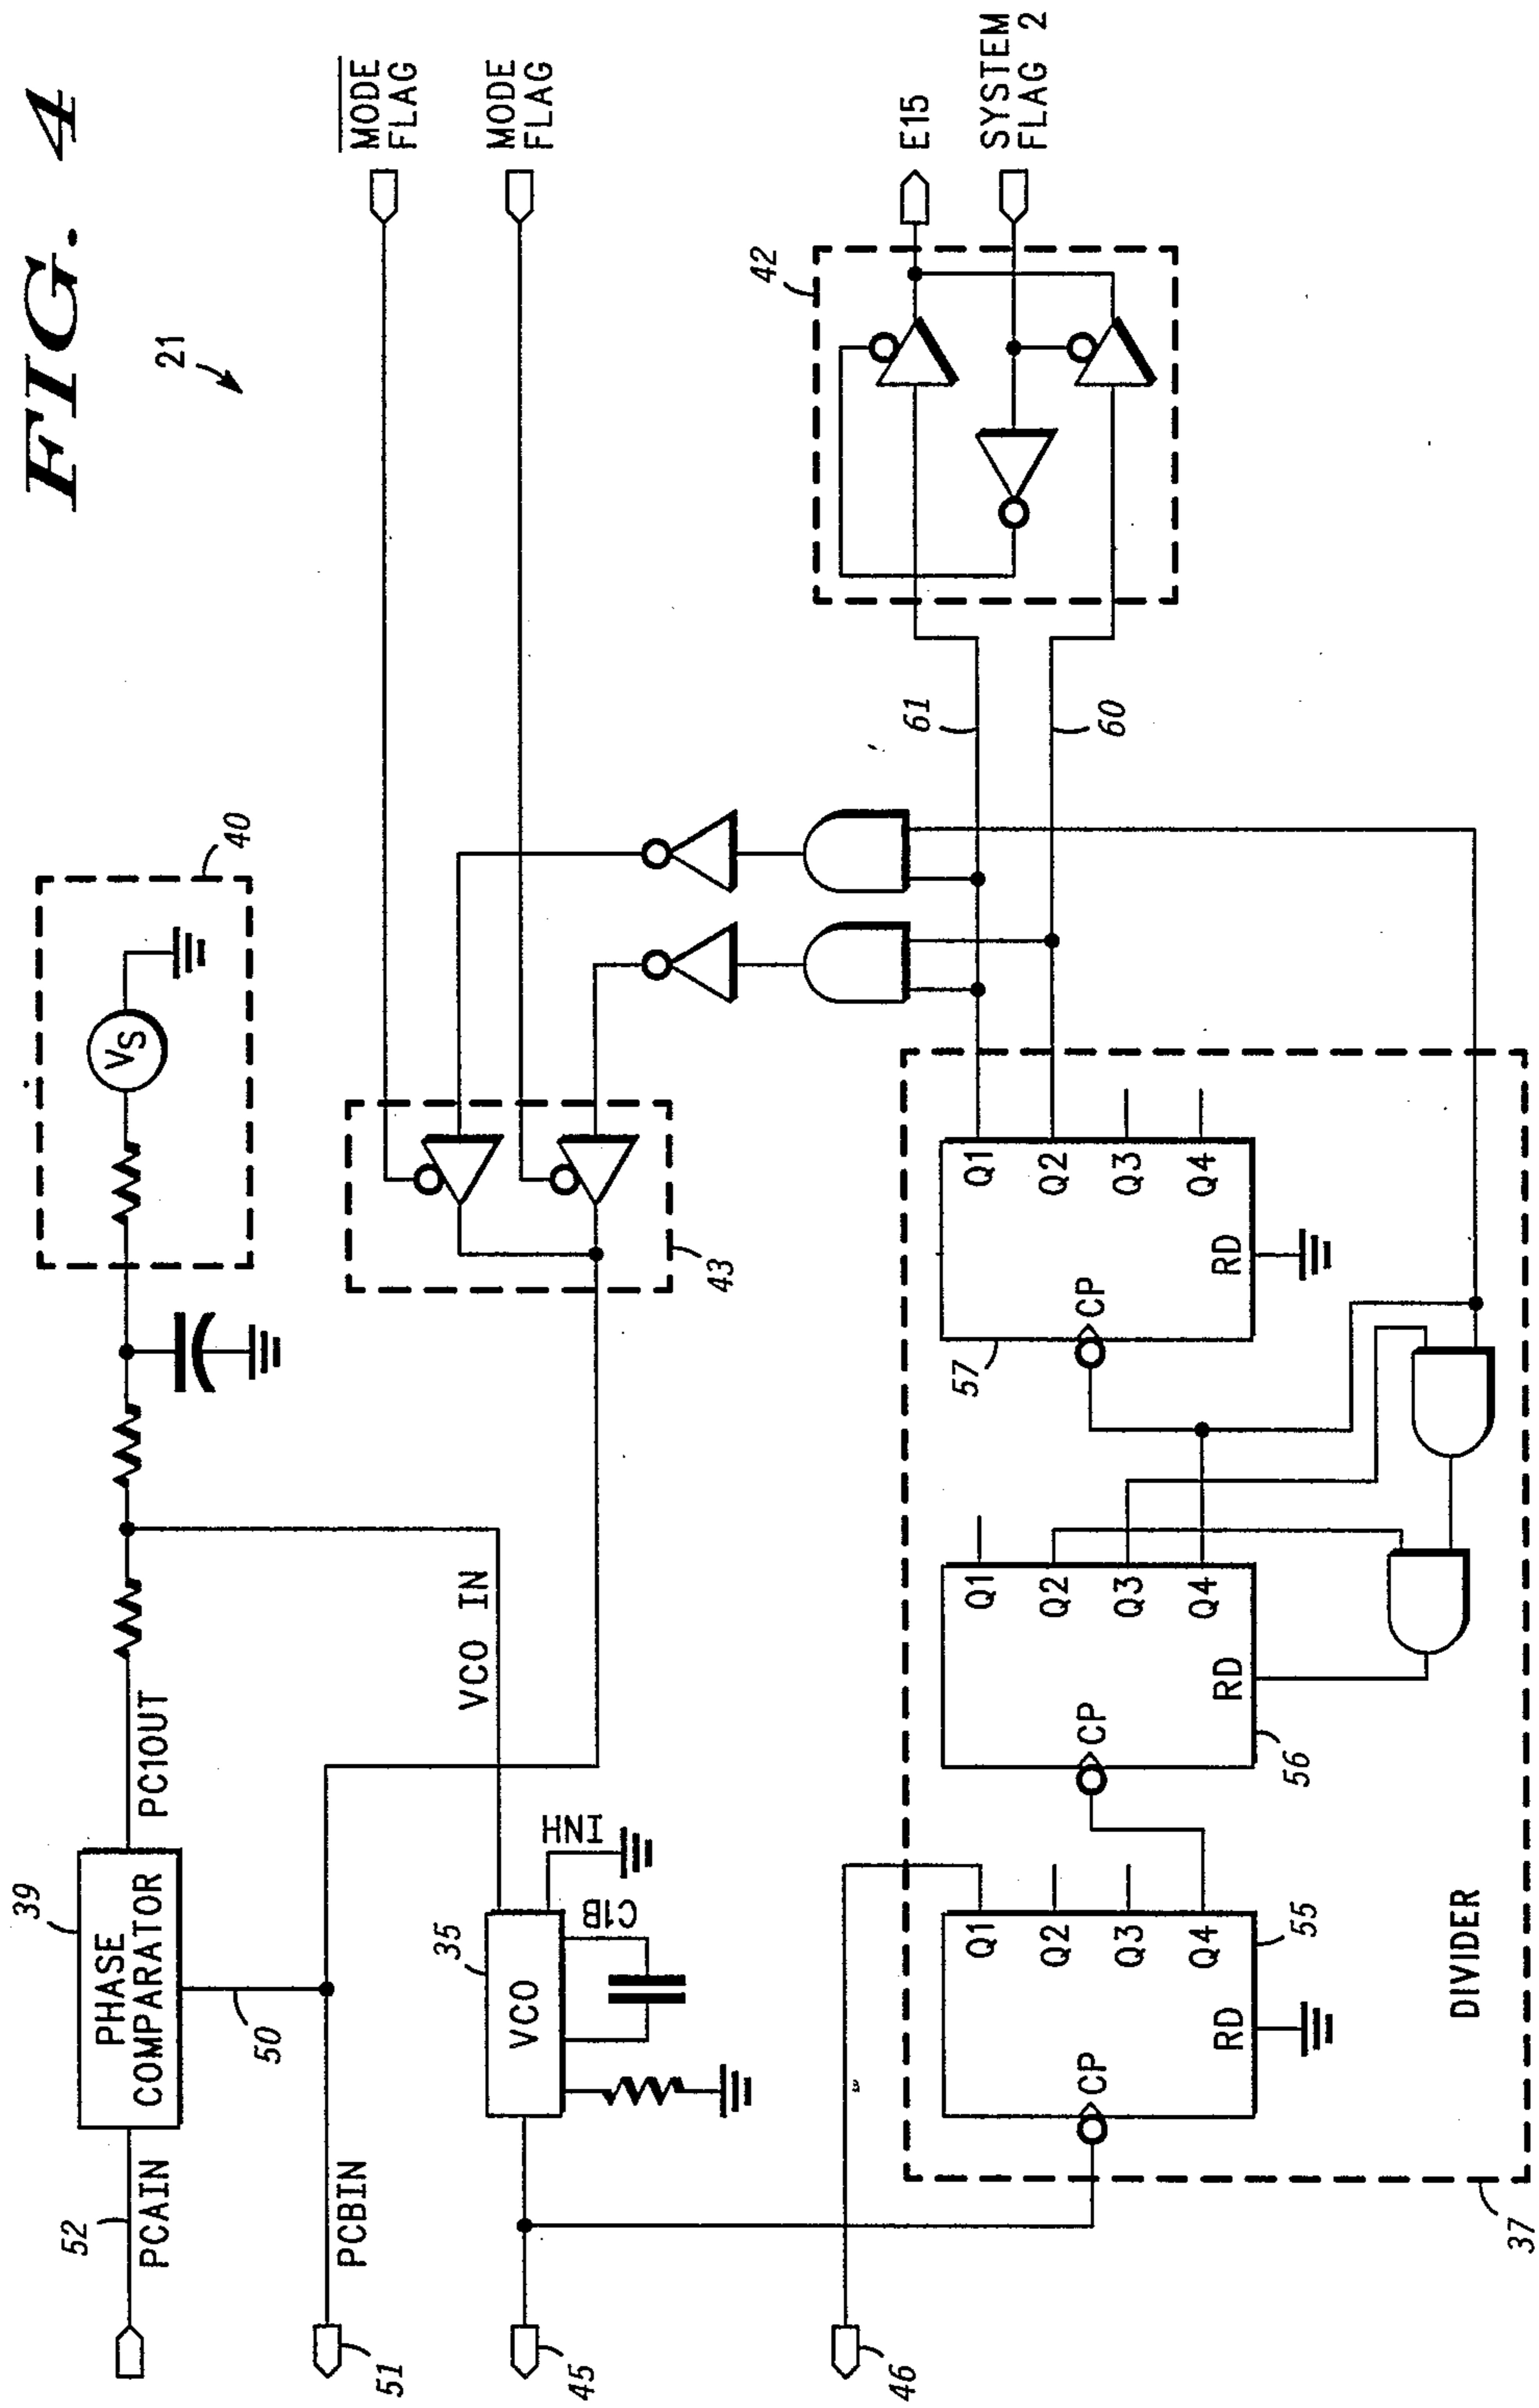 FIG. 4
21
MODE
FLAG
MODE
FLAG
E15
SYSTEM
FLAG 2
42
40
VS
43
61
60
39
PHASE
COMPARATOR
PC1OUT
50
52
PCAIN
PCBIN
51
VCO IN
35
VCO
INH
C1B
45
46
57
Q1
Q2
Q3
Q4
CP
RD
56
Q1
Q2
Q3
Q4
CP
RD
55
Q1
Q2
Q3
Q4
CP
RD
DIVIDER
37